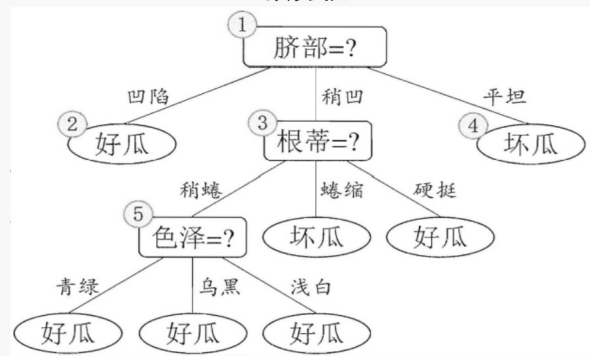 ①
脐部=?
凹陷
稍凹
平坦
②
好瓜
③
根蒂=?
④
坏瓜
稍蜷
蜷缩
硬挺
⑤
色泽=?
坏瓜
好瓜
青绿
乌黑
浅白
好瓜
好瓜
好瓜